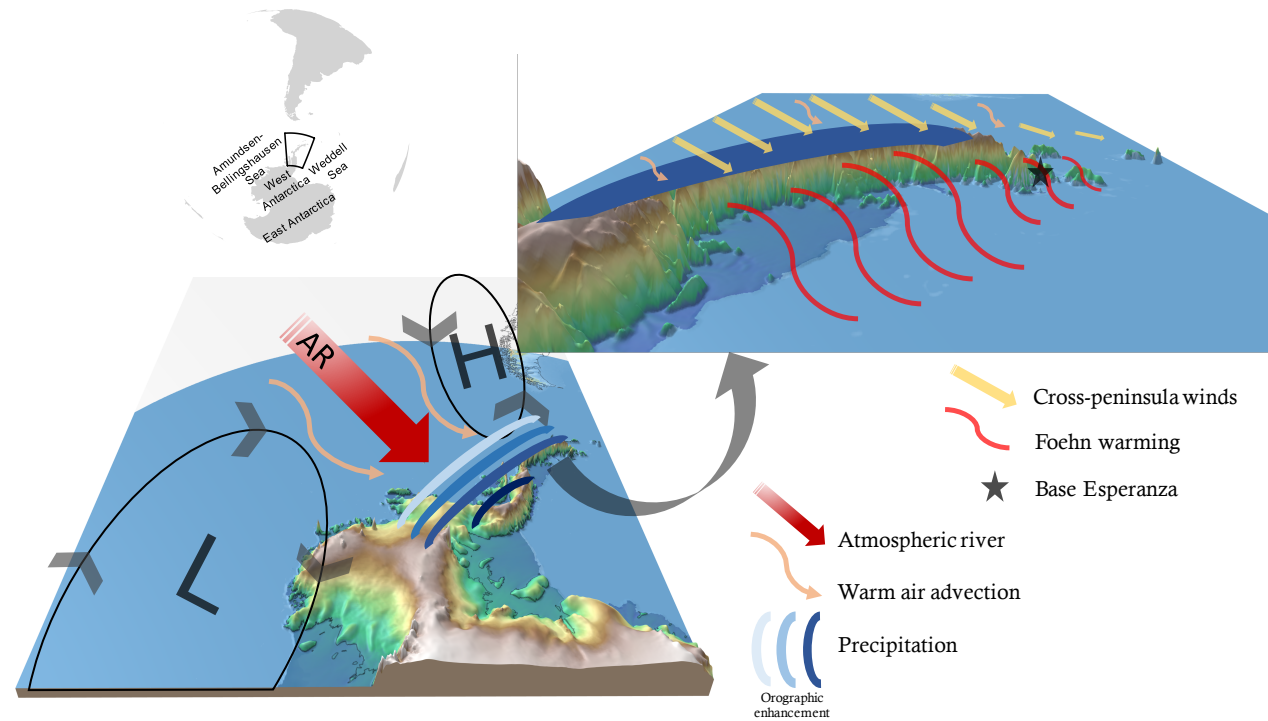 Amundsen-
Bellingshausen
Sea
West
Antarctica
Weddell
Sea
East Antarctica
AR
H
L
Cross-peninsula winds
Foehn warming
Base Esperanza
Atmospheric river
Warm air advection
Precipitation
Orographic
enhancement